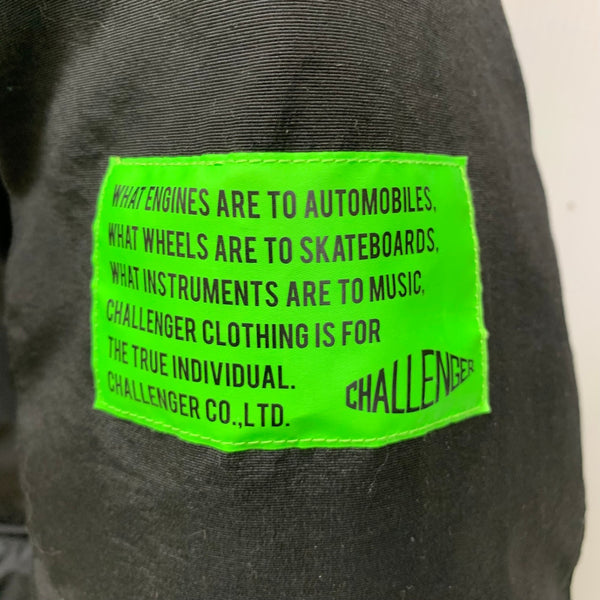 WHAT ENGINES ARE TO AUTOMOBILES,
WHAT WHEELS ARE TO SKATEBOARDS,
WHAT INSTRUMENTS ARE TO MUSIC,
CHALLENGER CLOTHING IS FOR
THE TRUE INDIVIDUAL.
CHALLENGER CO.,LTD.
CHALLENGER